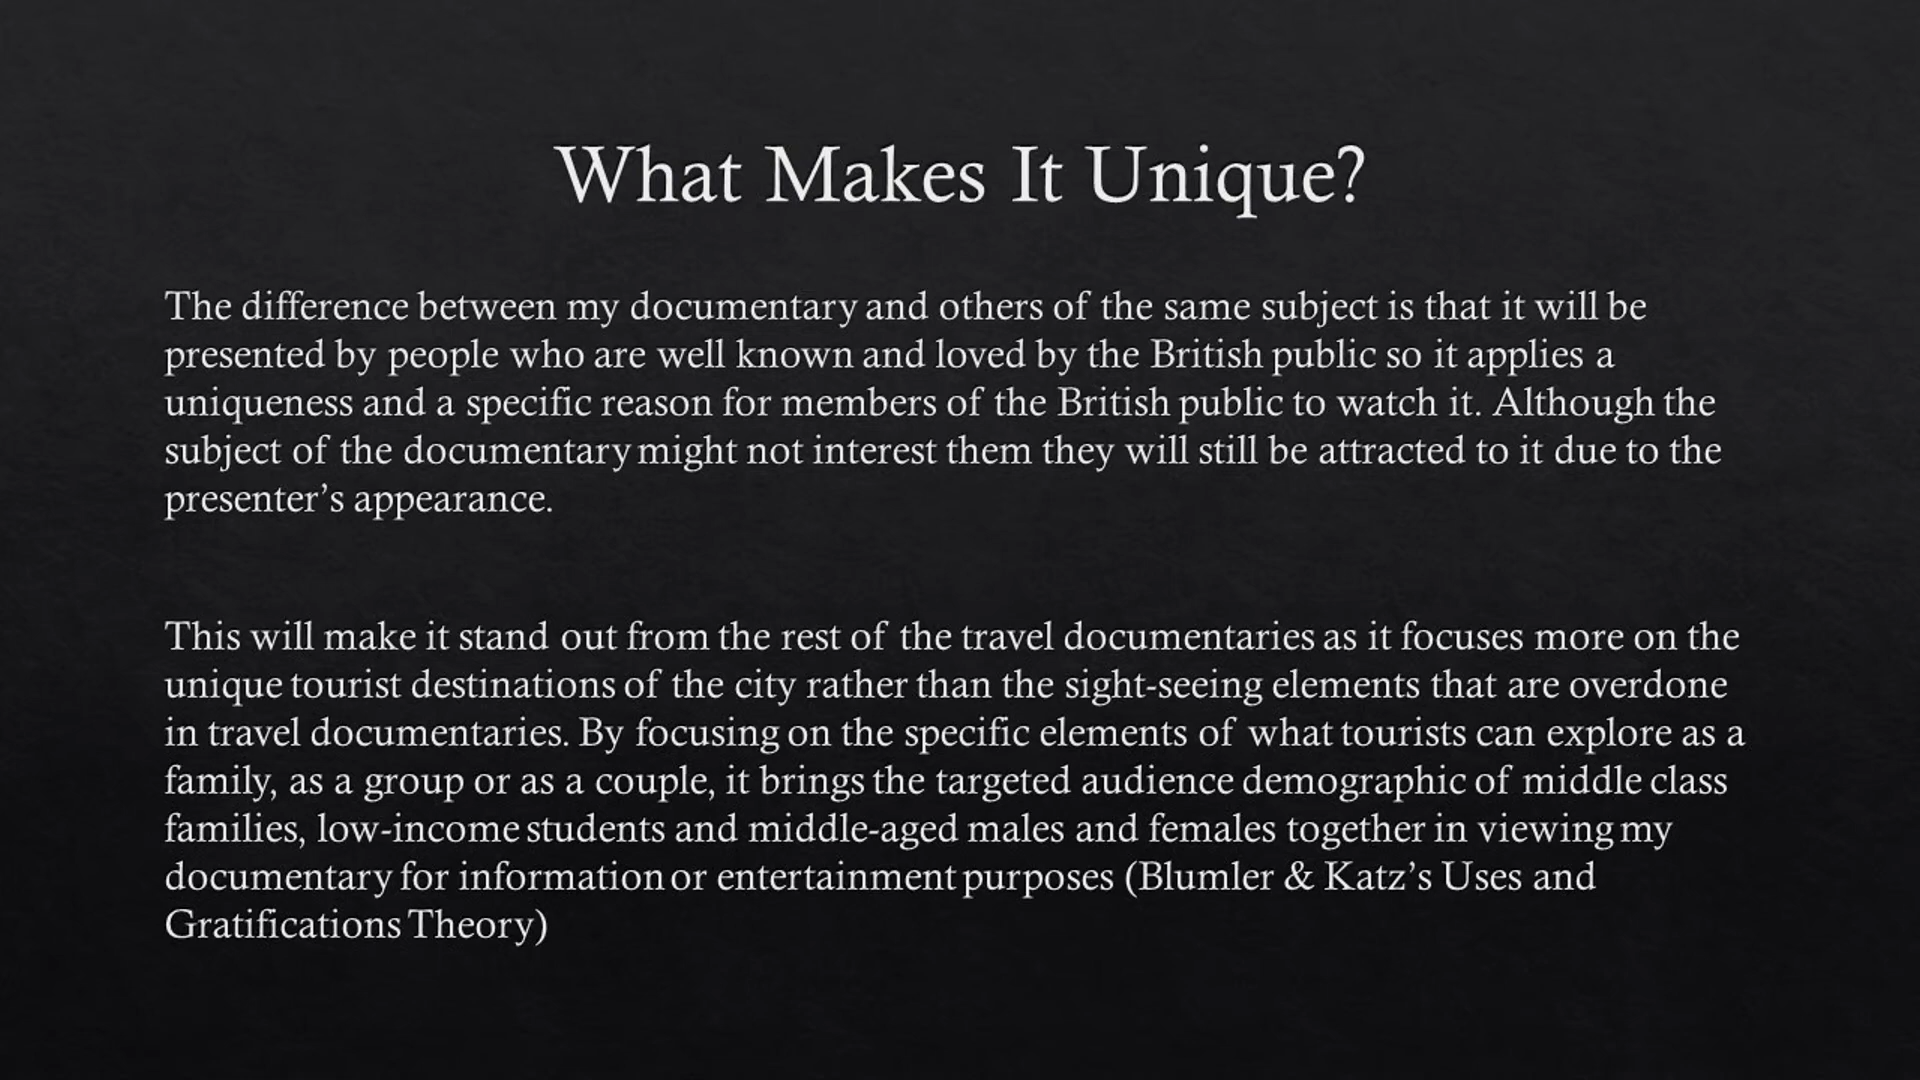 What Makes It Unique?
The difference between my documentary and others of the same subject is that it will be
presented by people who are well known and loved by the British public so it applies a
uniqueness and a specific reason for members of the British public to watch it. Although the
subject of the documentary might not interest them they will still be attracted to it due to the
presenter’s appearance.
This will make it stand out from the rest of the travel documentaries as it focuses more on the
unique tourist destinations of the city rather than the sight-seeing elements that are overdone
in travel documentaries. By focusing on the specific elements of what tourists can explore as a
family, as a group or as a couple, it brings the targeted audience demographic of middle class
families, low-income students and middle-aged males and females together in viewing my
documentary for information or entertainment purposes (Blumler & Katz’s Uses and
Gratifications Theory)